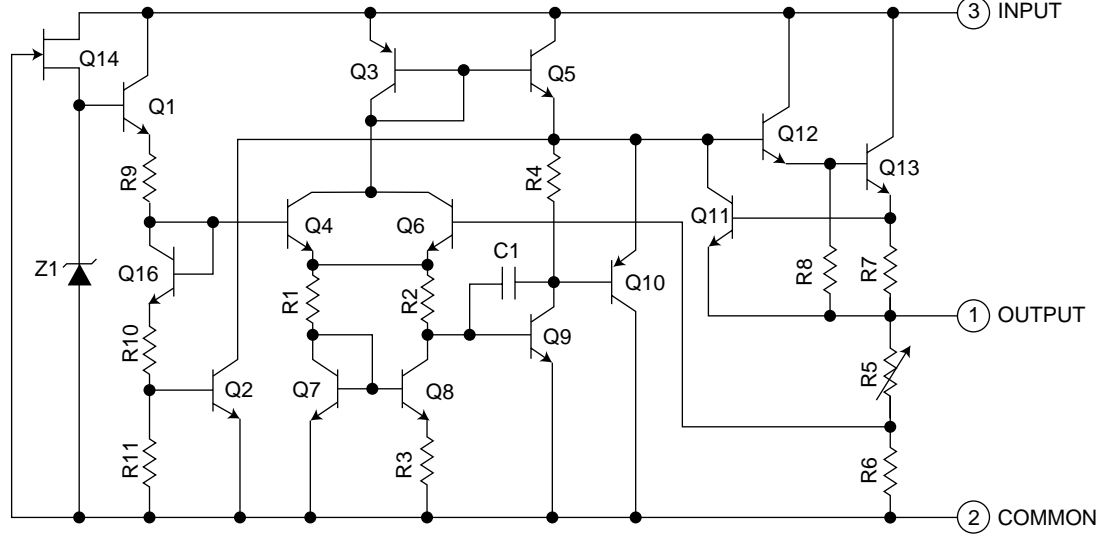 3 INPUT
Q14
Q3
Q5
Q1
Q12
Q13
R9
R4
Q4
Q6
Q11
C1
Z1
Q16
R1
R2
Q10
R8
R7
1 OUTPUT
R10
Q9
R5
Q2
Q7
Q8
R11
R3
R6
2 COMMON